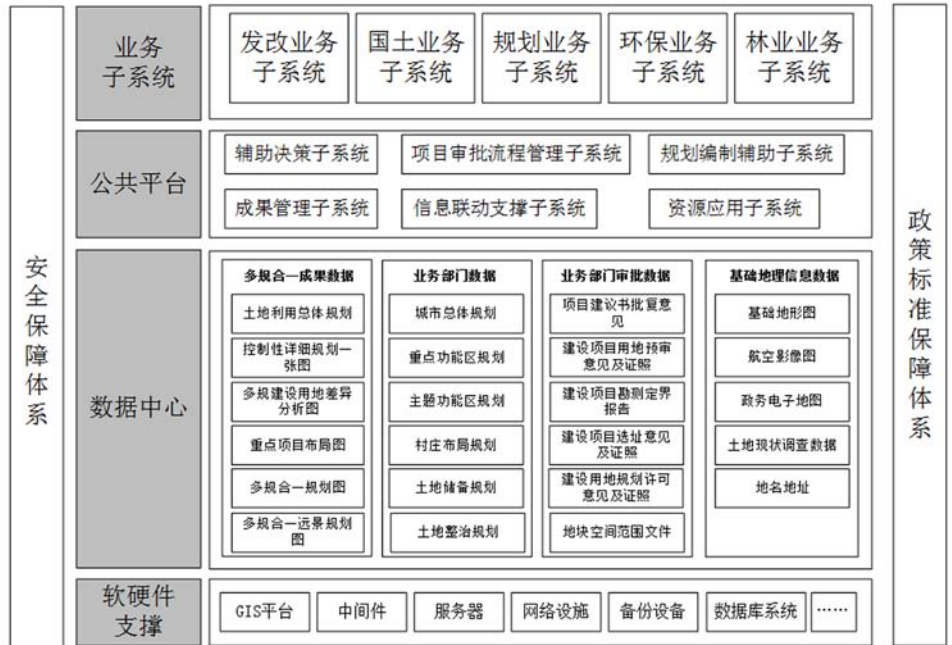 安全保障体系
业务
子系统
发改业务
子系统
国土业务
子系统
规划业务
子系统
环保业务
子系统
林业业务
子系统
公共平台
辅助决策子系统
项目审批流程管理子系统
规划编制辅助子系统
成果管理子系统
信息联动支撑子系统
资源应用子系统
数据中心
多规合一成果数据
土地利用总体规划
控制性详细规划一
张图
多规建设用地差异
分析图
重点项目布局图
多规合一规划图
多规合一远景规划
图
业务部门数据
城市总体规划
重点功能区规划
主题功能区规划
村庄布局规划
土地储备规划
土地整治规划
业务部门审批数据
项目建议书批复意
见
建设项目用地预审
意见及证照
建设项目勘测定界
报告
建设项目选址意见
及证照
建设用地规划许可
意见及证照
地块空间范围文件
基础地理信息数据
基础地形图
航空影像图
政务电子地图
土地现状调查数据
地名地址
软硬件
支撑
GIS平台
中间件
服务器
网络设施
备份设备
数据库系统
……
政策标准保障体系